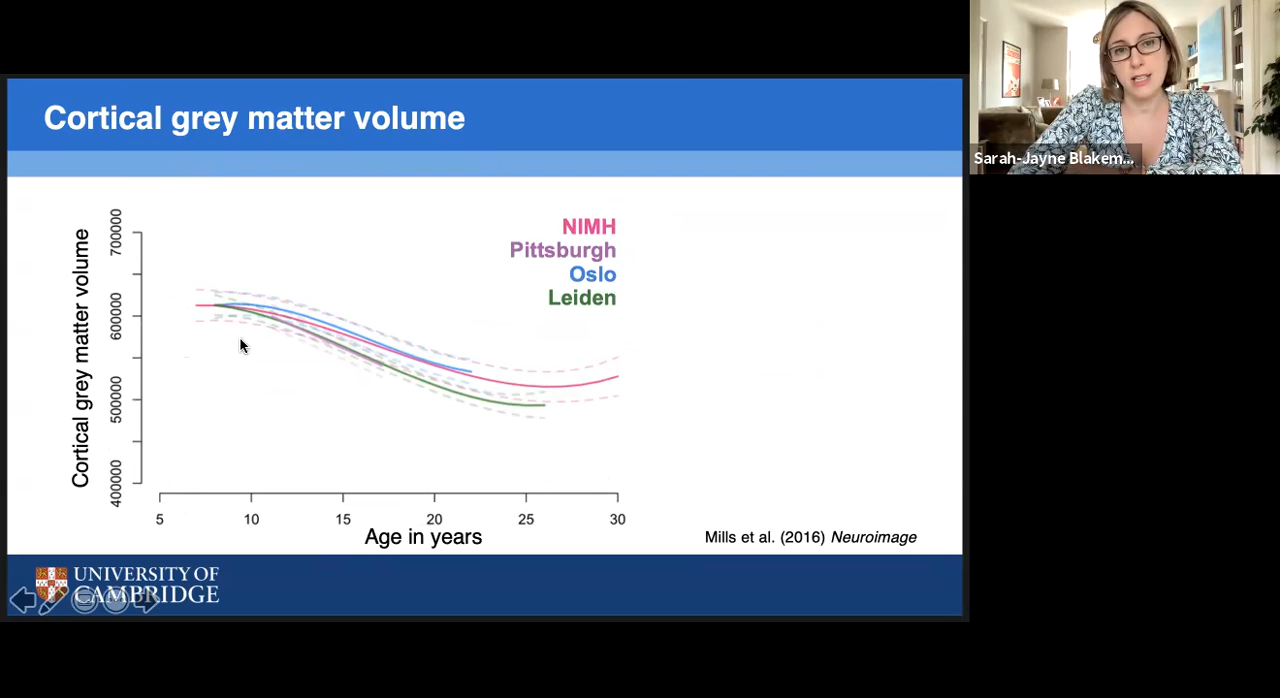 Cortical grey matter volume
Sarah-Jayne Blakem...
NIMH
Pittsburgh
Oslo
Leiden
Cortical grey matter volume
700000
600000
500000
400000
5 10 15 20 25 30
Age in years
Mills et al. (2016) Neuroimage
UNIVERSITY OF
CAMBRIDGE